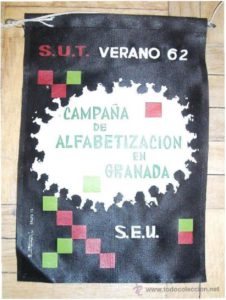 S.U.T. VERANO 62
CAMPAÑA
DE
ALFABETIZACION
EN
GRANADA
S.E.U.
www.todocoleccion.net